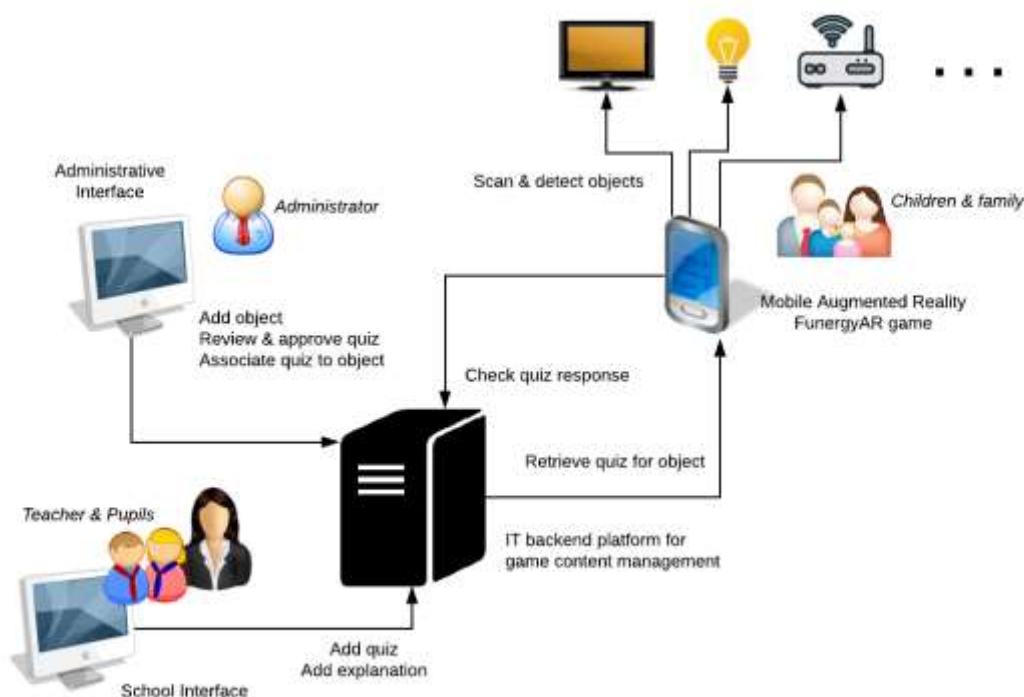 Administrative
Interface
Administrator
Scan & detect objects
Children & family
Mobile Augmented Reality
FunergyAR game
Add object
Review & approve quiz
Associate quiz to object
Check quiz response
Retrieve quiz for object
Teacher & Pupils
IT backend platform for
game content management
Add quiz
Add explanation
School Interface